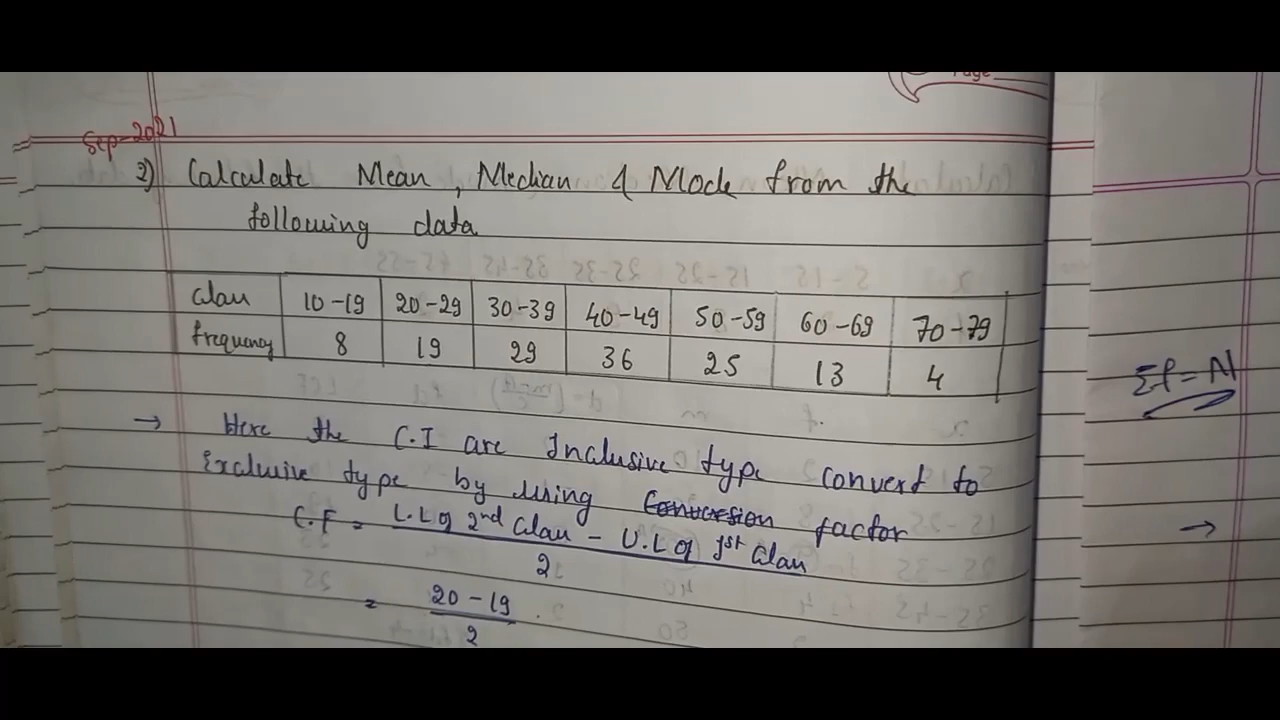 Page
Sep-2021
2) Calculate Mean, Median & Mode from the
following data
Class 10-19 20-29 30-39 40-49 50-59 60-69 70-79
frequency 8 19 29 36 25 13 4
Σf = N
→ Here the C.I are Inclusive type convert to
Exclusive type by using factor
C.F = L.L of 2nd Class - U.L of 1st Class
2
= 20-19
2
→